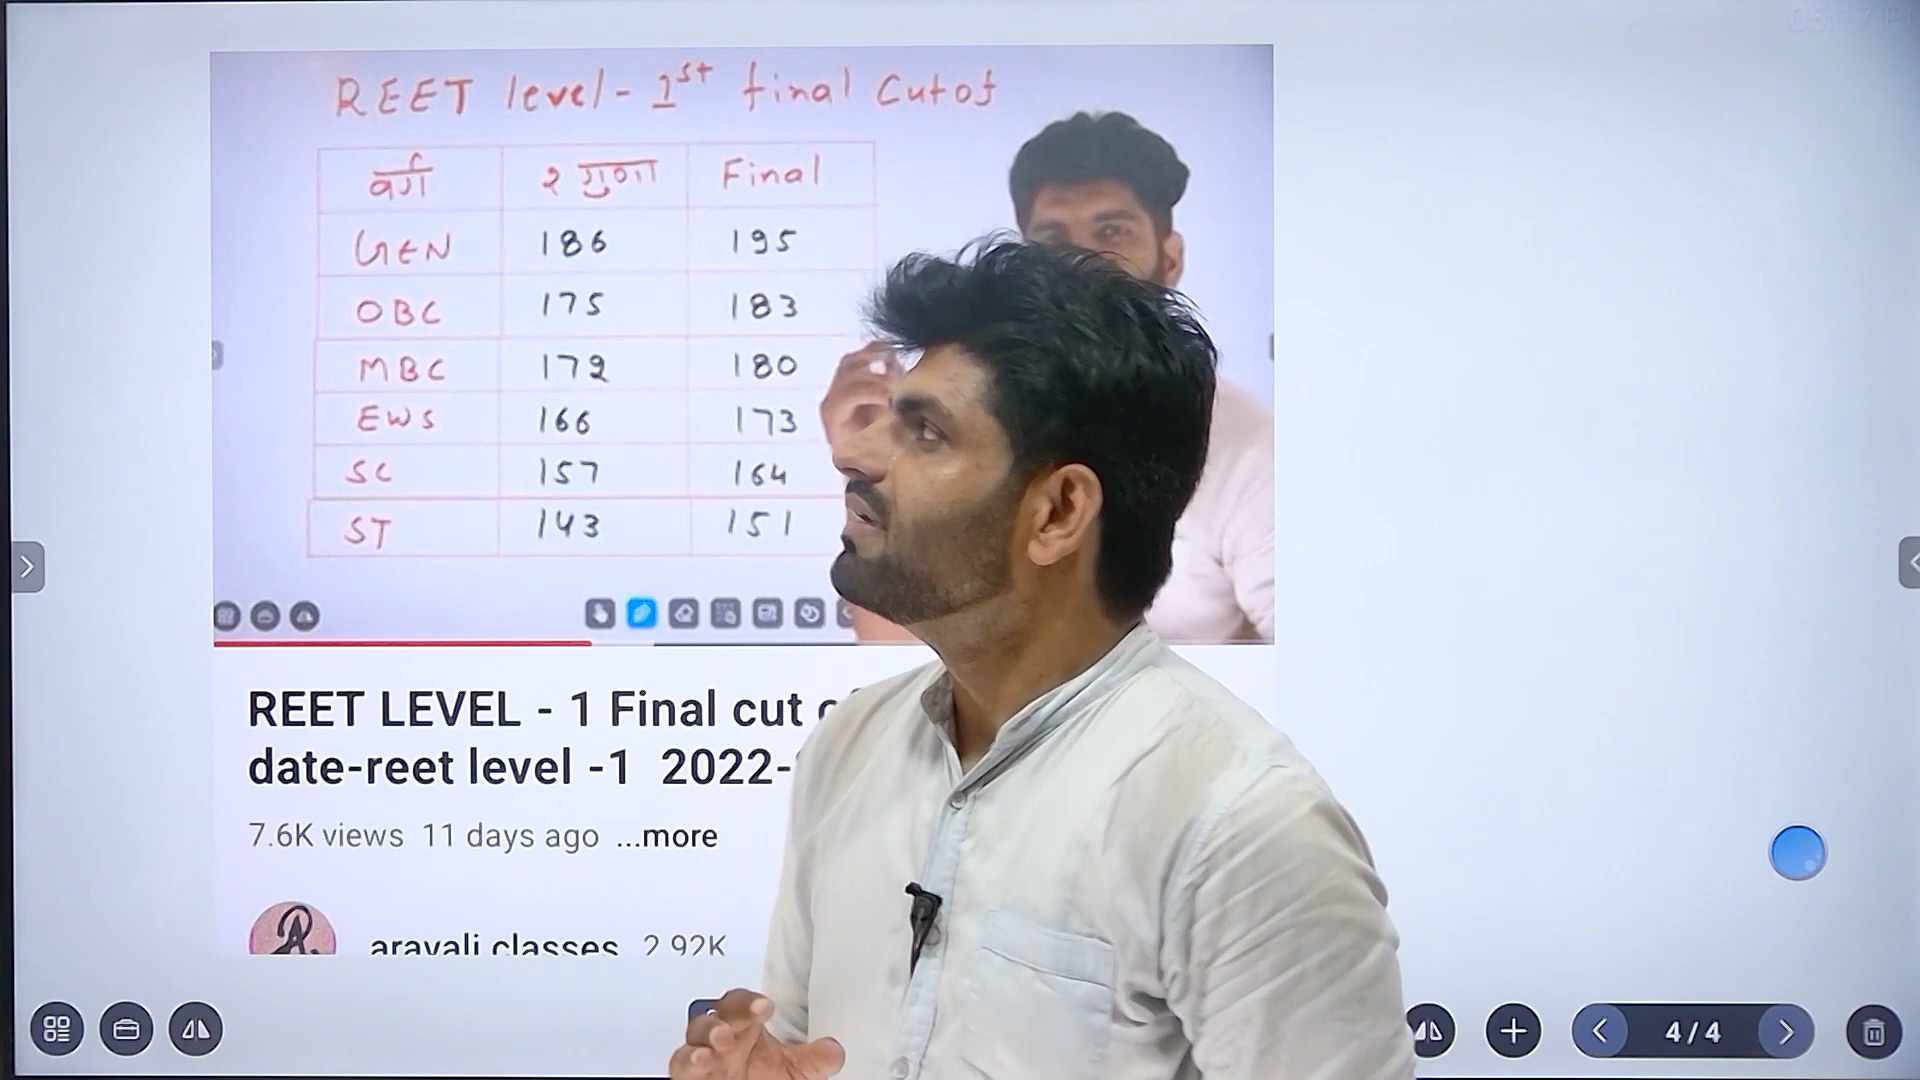 REET level - 1st final Cutof
वर्ग २ गुणा Final
GEN 186 195
OBC 175 183
MBC 172 180
EWS 166 173
SC 157 164
ST 143 151
REET LEVEL - 1 Final cut
date-reet level -1 2022-
7.6K views 11 days ago ...more
aravali classes 2.92K
4/4